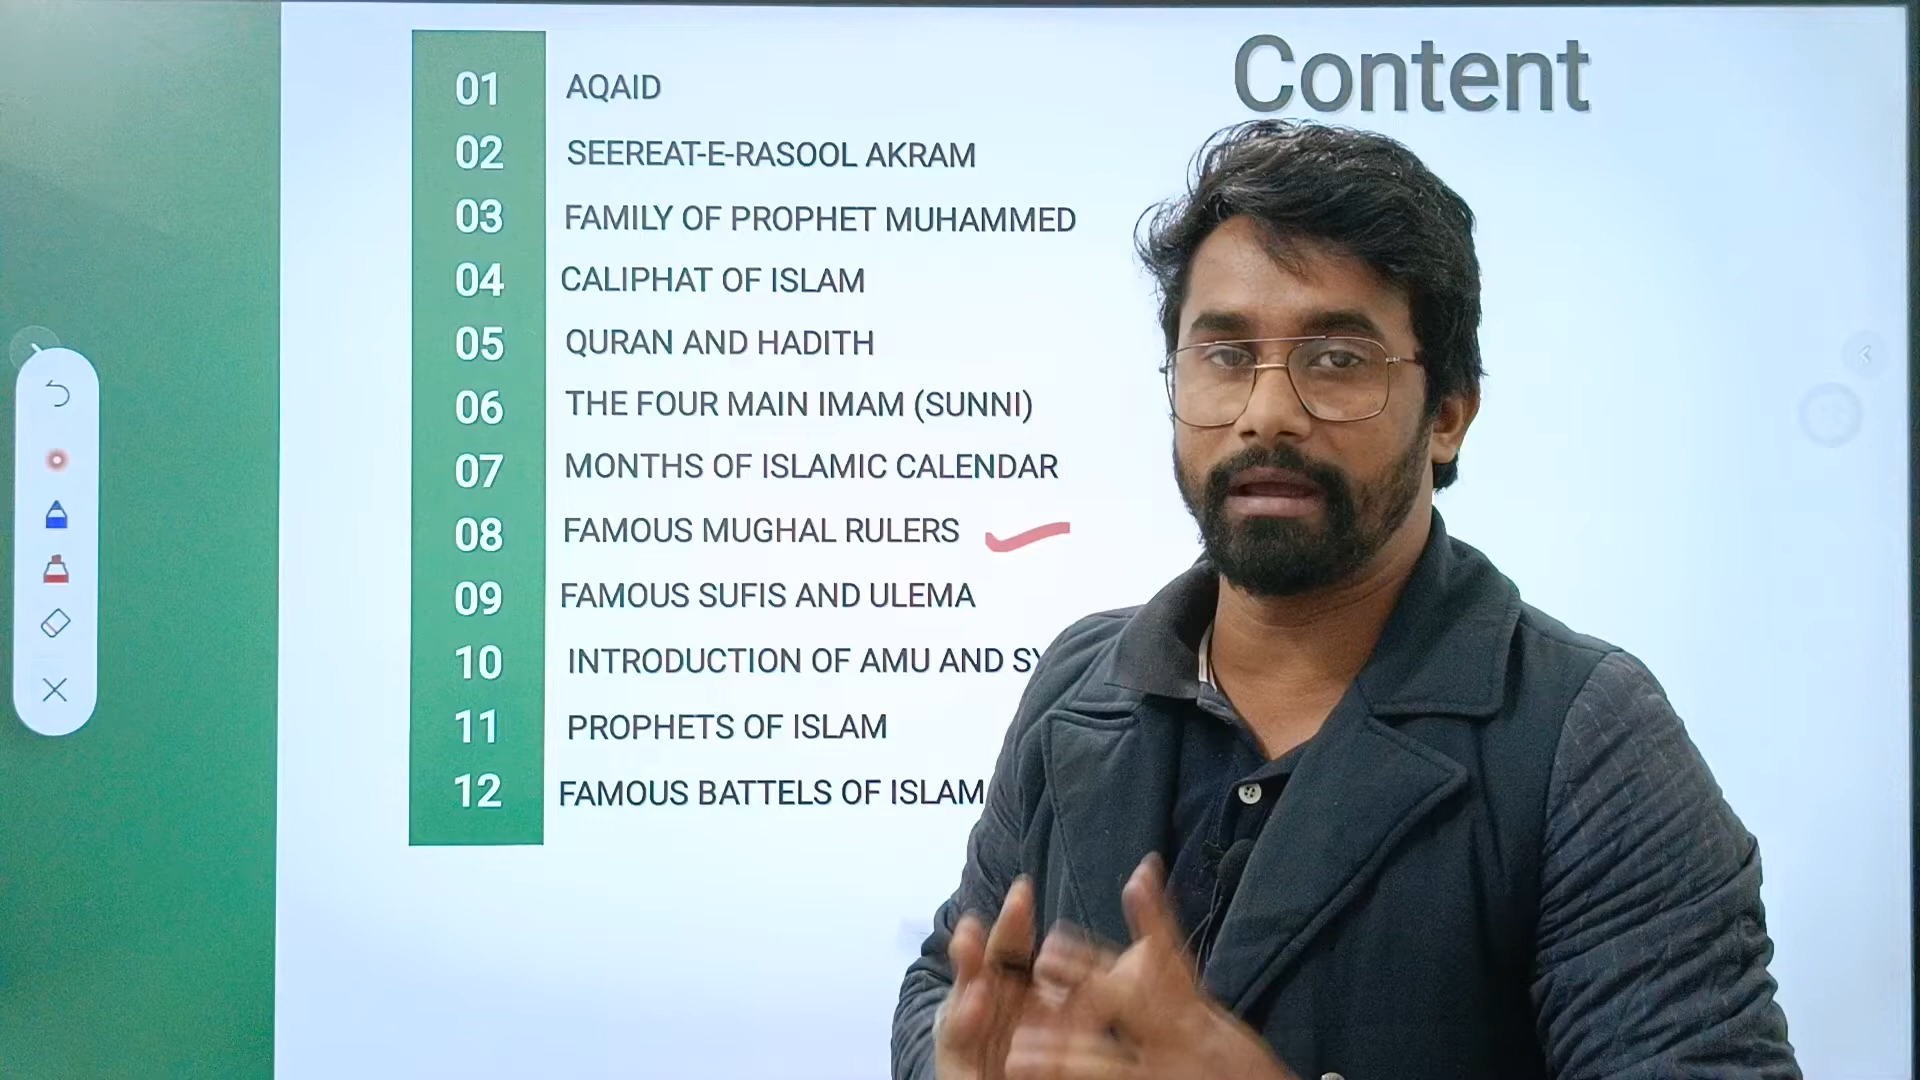 Content
01 AQAID
02 SEEREAT-E-RASOOL AKRAM
03 FAMILY OF PROPHET MUHAMMED
04 CALIPHAT OF ISLAM
05 QURAN AND HADITH
06 THE FOUR MAIN IMAM (SUNNI)
07 MONTHS OF ISLAMIC CALENDAR
08 FAMOUS MUGHAL RULERS
09 FAMOUS SUFIS AND ULEMA
10 INTRODUCTION OF AMU AND
11 PROPHETS OF ISLAM
12 FAMOUS BATTELS OF ISLAM